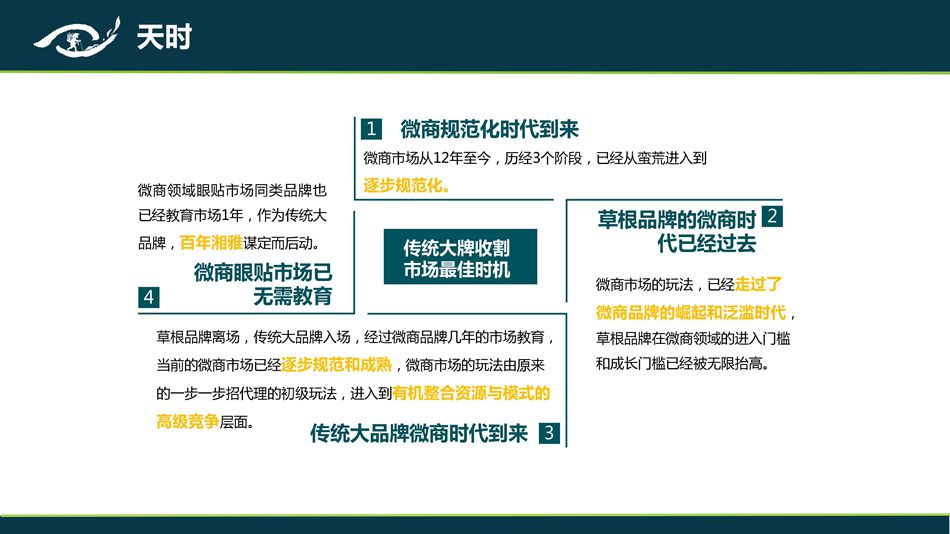 天时
1 微商规范化时代到来
微商市场从12年至今，历经3个阶段，已经从蛮荒进入到
逐步规范化。
草根品牌的微商时 2
代已经过去
微商市场的玩法，已经走过了
微商品牌的崛起和泛滥时代，
草根品牌在微商领域的进入门槛
和成长门槛已经被无限抬高。
传统大牌收割
市场最佳时机
草根品牌离场，传统大品牌入场，经过微商品牌几年的市场教育，
当前的微商市场已经逐步规范和成熟，微商市场的玩法由原来
的一步一步招代理的初级玩法，进入到有机整合资源与模式的
高级竞争层面。
传统大品牌微商时代到来 3
微商领域眼贴市场同类品牌也
已经教育市场1年，作为传统大
品牌，百年湘雅谋定而后动。
微商眼贴市场已
4 无需教育